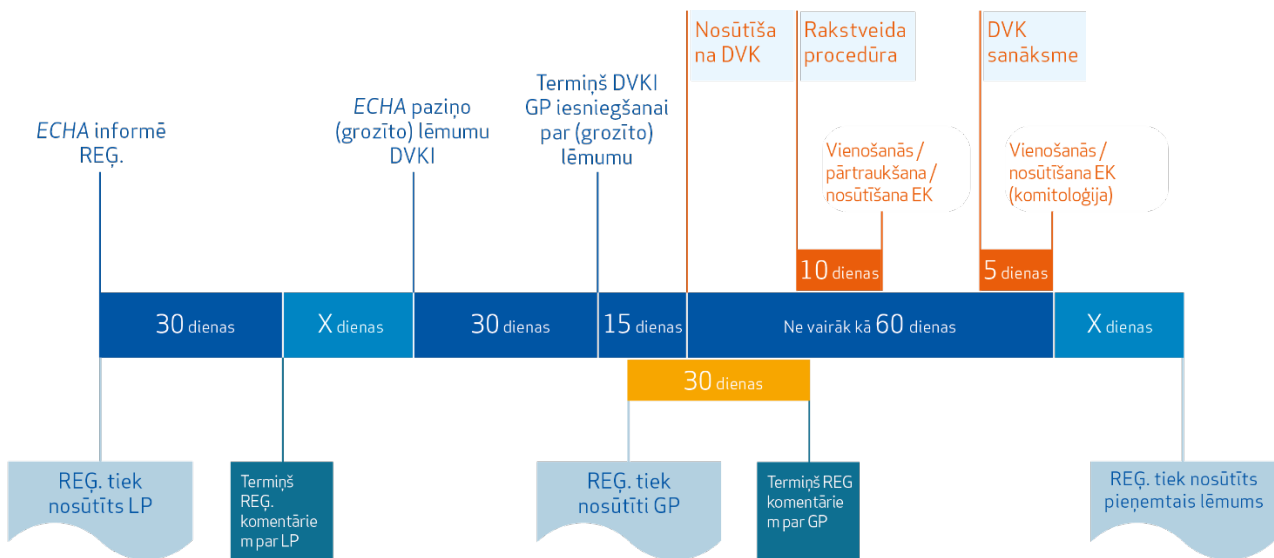 Nosūtīša
na DVK
Rakstveida
procedūra
DVK
sanāksme
Termiņš DVKI
GP iesniegšanai
par (grozīto)
lēmumu
ECHA paziņo
(grozīto) lēmumu
DVKI
ECHA informē
REĢ.
Vienošanās /
pārtraukšana /
nosūtīšana EK
Vienošanās /
nosūtīšana EK
(komitoloģija)
10 dienas
5 dienas
30 dienas
X dienas
30 dienas
15 dienas
Ne vairāk kā 60 dienas
X dienas
30 dienas
REĢ. tiek
nosūtīts LP
Termiņš
REĢ.
komentārie
m par LP
REĢ. tiek
nosūtīti GP
Termiņš REĢ
komentārie
m par GP
REĢ. tiek nosūtīts
pieņemtais lēmums